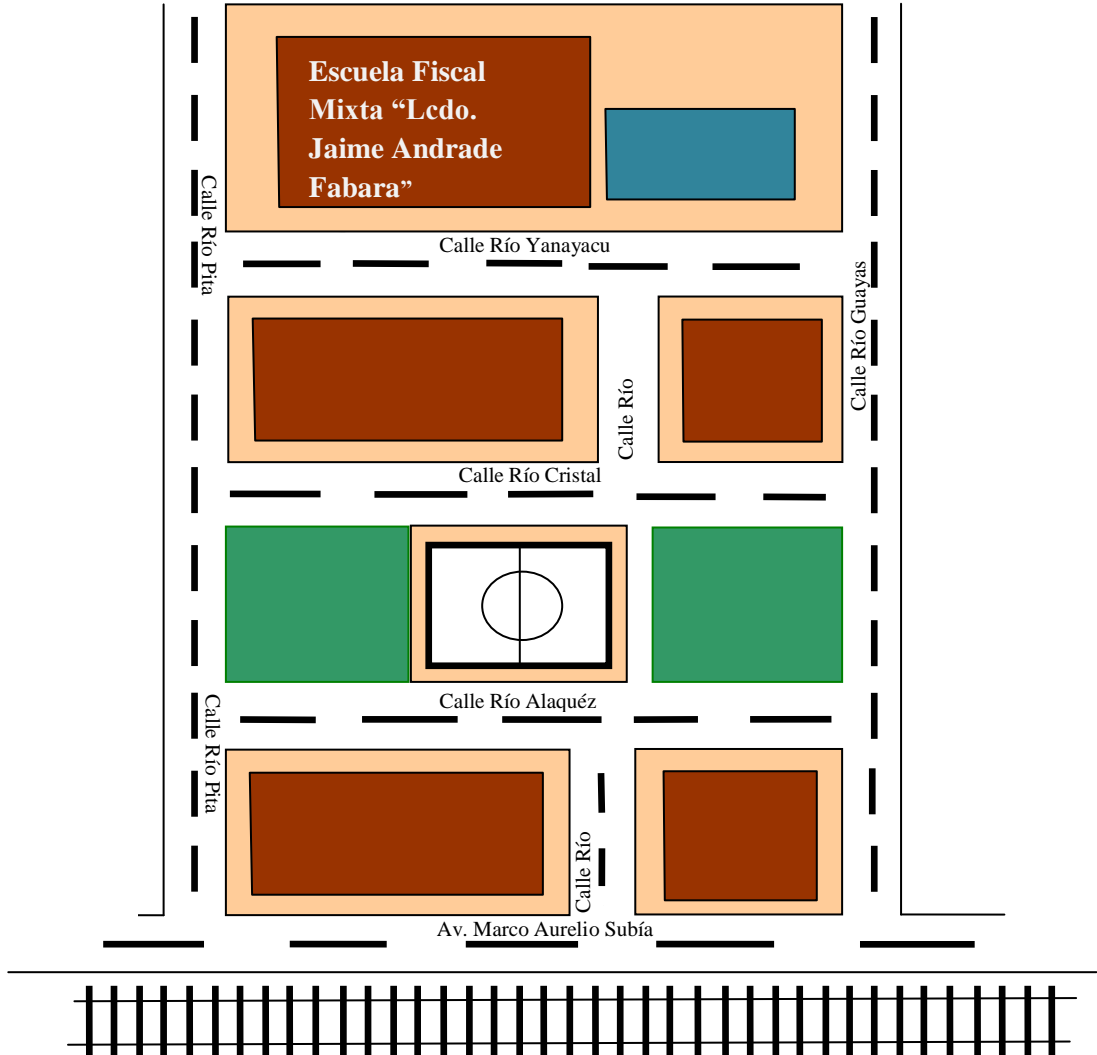 Escuela Fiscal
Mixta “Lcdo.
Jaime Andrade
Fabara”
Calle Río Pita
Calle Río Yanayacu
Calle Río Guayas
Calle Río
Calle Río Cristal
Calle Río Alaquéz
Calle Río Pita
Calle Río
Av. Marco Aurelio Subía